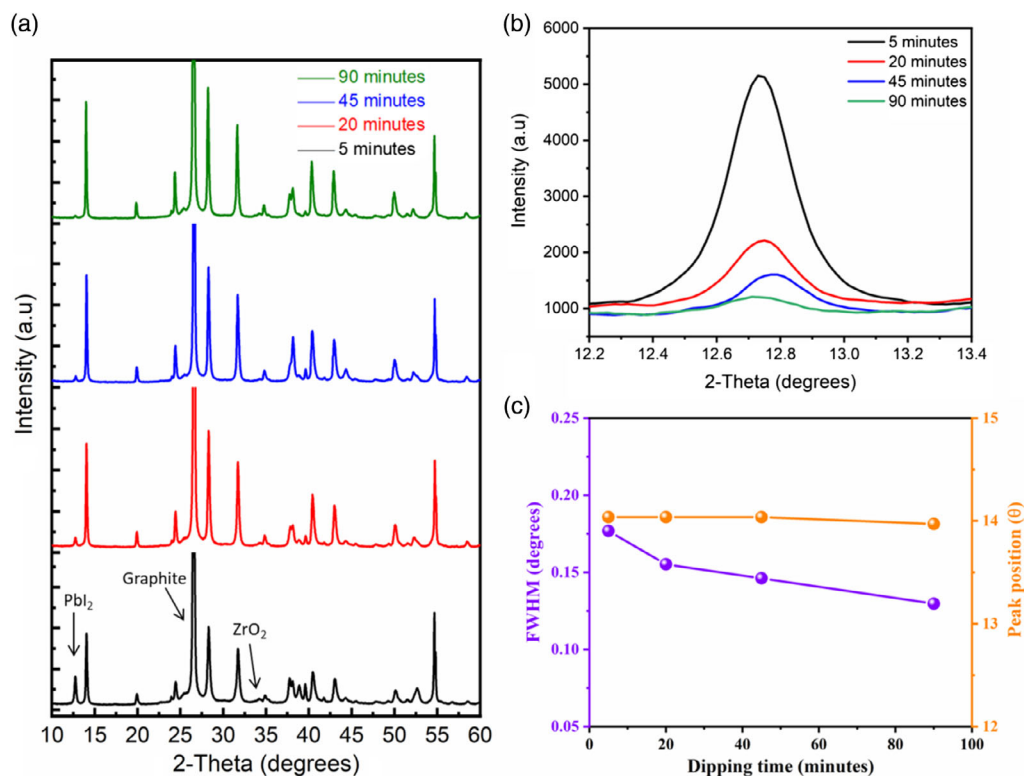 (a)
90 minutes
45 minutes
20 minutes
5 minutes
Graphite
PbI₂
ZrO₂
Intensity (a.u)
10 15 20 25 30 35 40 45 50 55 60
2-Theta (degrees)
(b)
6000
5000
4000
3000
2000
1000
Intensity (a.u)
5 minutes
20 minutes
45 minutes
90 minutes
12.2 12.4 12.6 12.8 13.0 13.2 13.4
2-Theta (degrees)
(c)
0.25
0.20
0.15
0.10
0.05
FWHM (degrees)
15
14
13
12
Peak position (θ)
0 20 40 60 80 100
Dipping time (minutes)